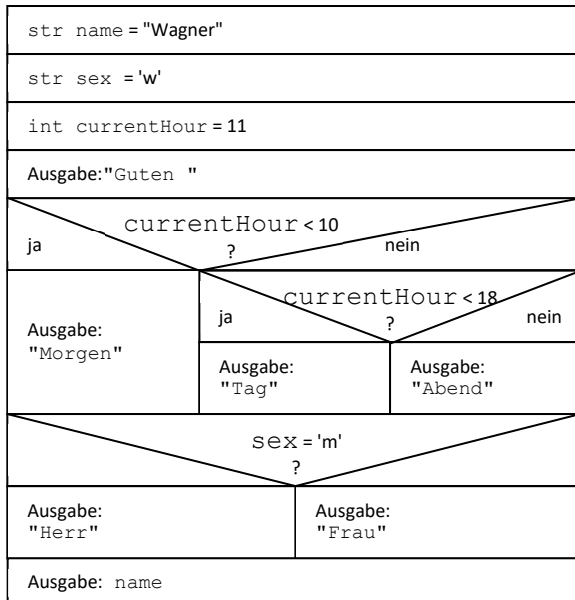 str name = "Wagner"
str sex = 'w'
int currentHour = 11
Ausgabe: "Guten "
currentHour < 10
?
ja
nein
currentHour < 18
?
ja
nein
Ausgabe:
"Morgen"
Ausgabe:
"Tag"
Ausgabe:
"Abend"
sex = 'm'
?
Ausgabe:
"Herr"
Ausgabe:
"Frau"
Ausgabe: name